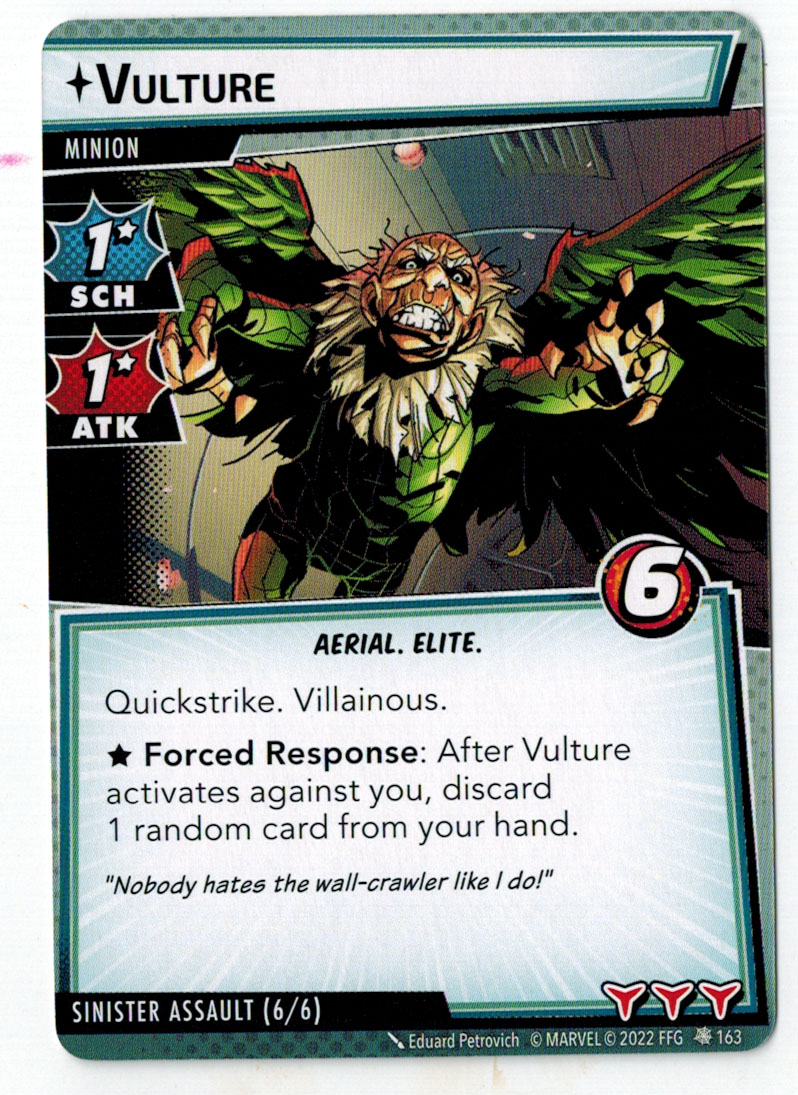 VULTURE
MINION
1
SCH
1
ATK
6
AERIAL. ELITE.
Quickstrike. Villainous.
★ Forced Response: After Vulture
activates against you, discard
1 random card from your hand.
"Nobody hates the wall-crawler like I do!"
SINISTER ASSAULT (6/6)
Eduard Petrovich © MARVEL © 2022 FFG 163